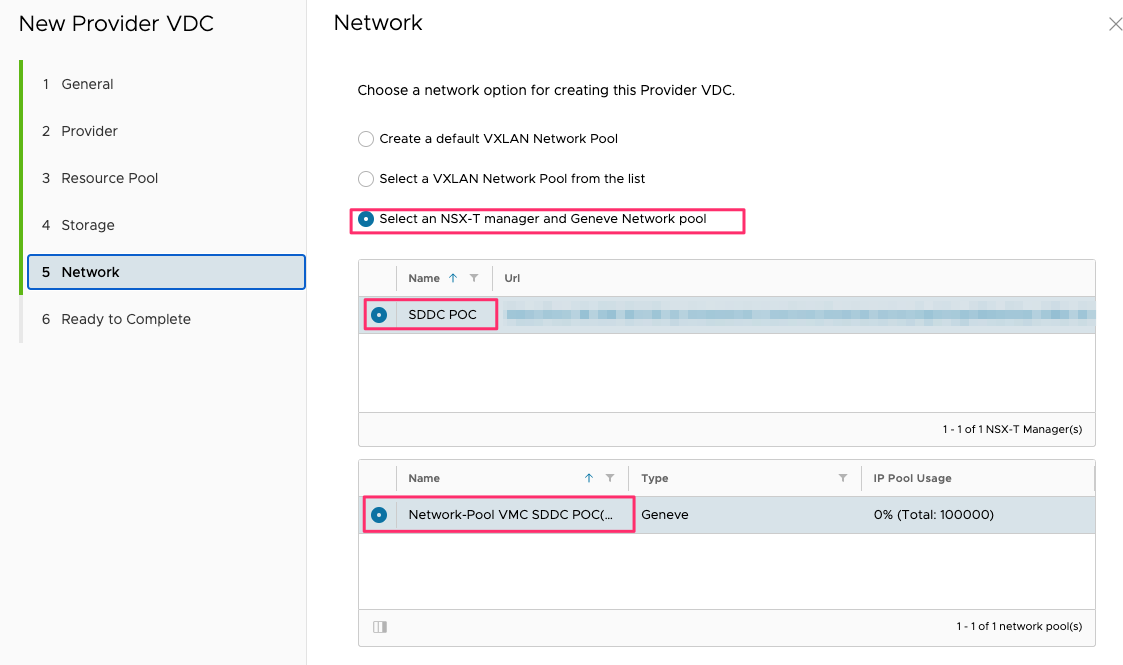 New Provider VDC
1 General
2 Provider
3 Resource Pool
4 Storage
5 Network
6 Ready to Complete
Network
Choose a network option for creating this Provider VDC.
Create a default VXLAN Network Pool
Select a VXLAN Network Pool from the list
Select an NSX-T manager and Geneve Network pool
Name Url
SDDC POC
1 - 1 of 1 NSX-T Manager(s)
Name Type IP Pool Usage
Network-Pool VMC SDDC POC(... Geneve 0% (Total: 100000)
1 - 1 of 1 network pool(s)